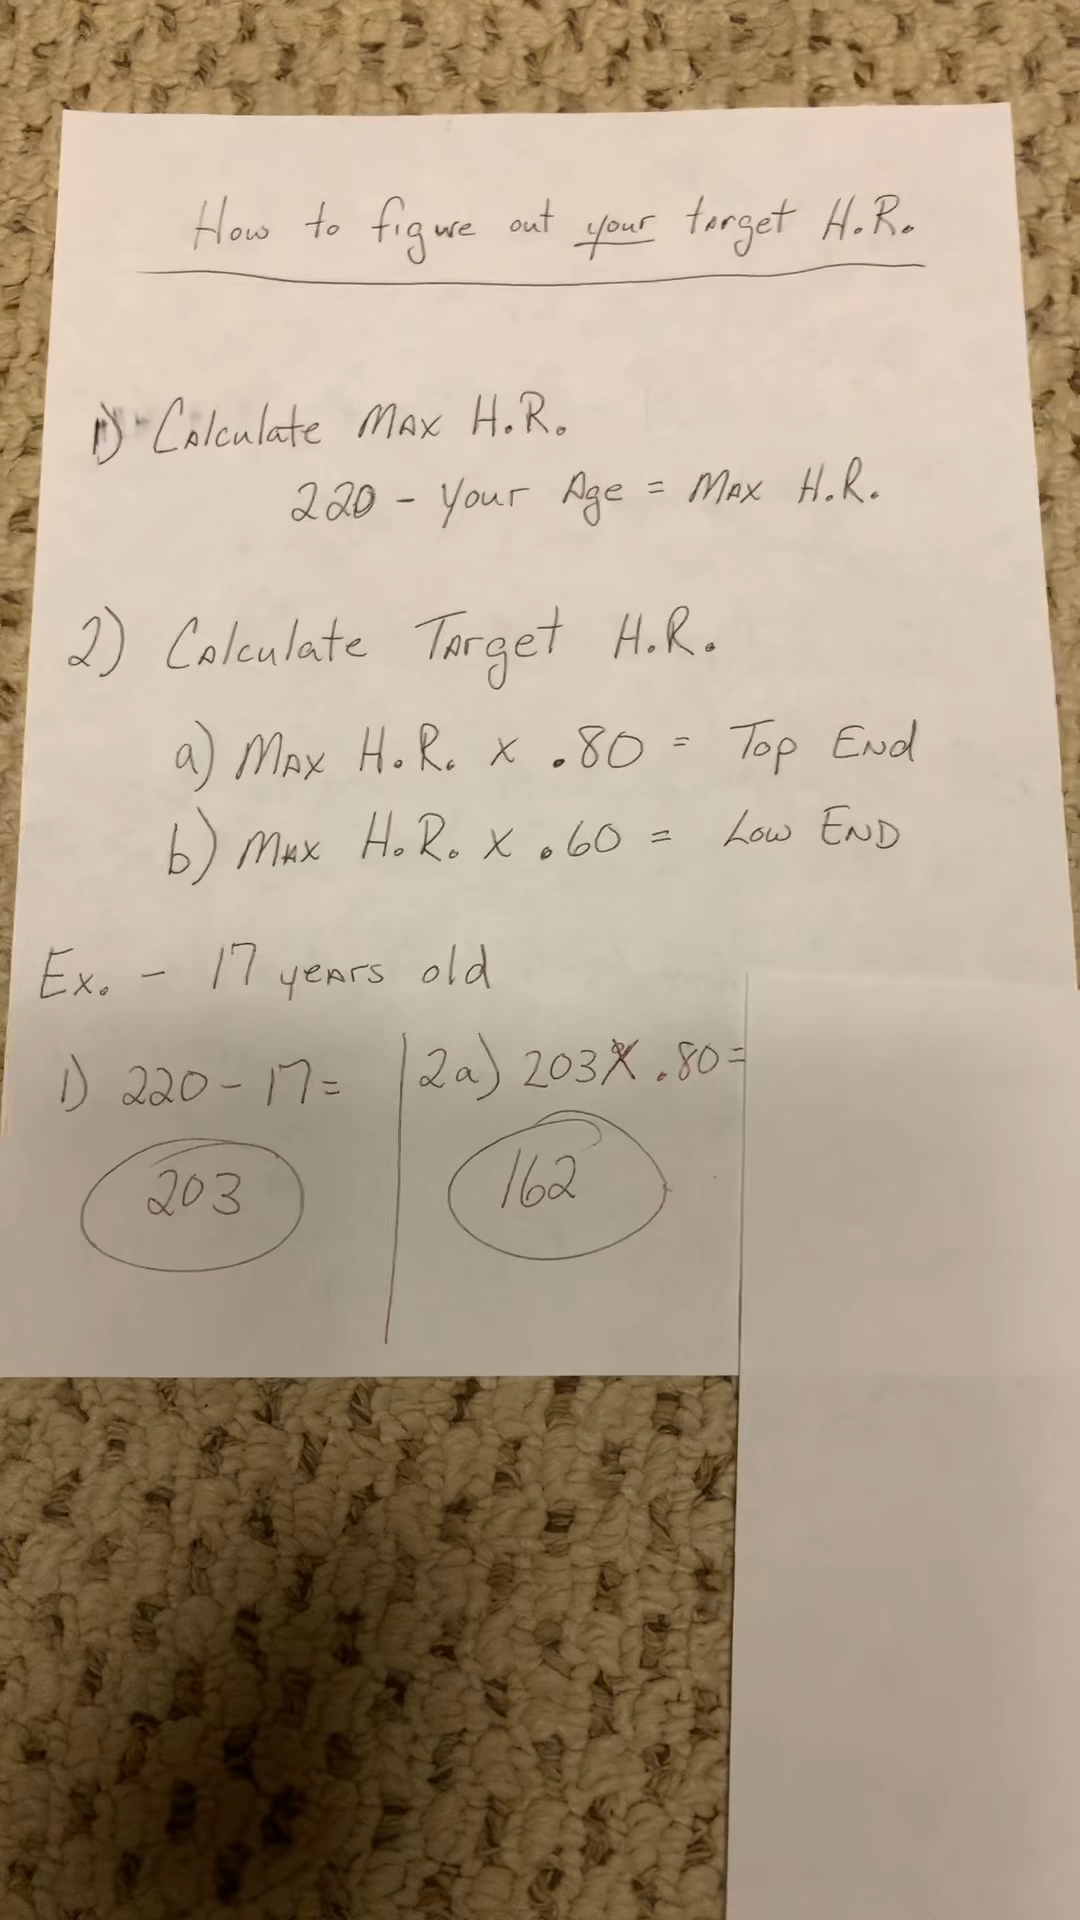 How to figure out your target H.R.
1) Calculate Max H.R.
220 - Your Age = Max H.R.
2) Calculate Target H.R.
a) Max H.R. x .80 = Top End
b) Max H.R. x .60 = Low END
Ex. - 17 years old
1) 220 - 17 =
203
2a) 203 x .80 =
162